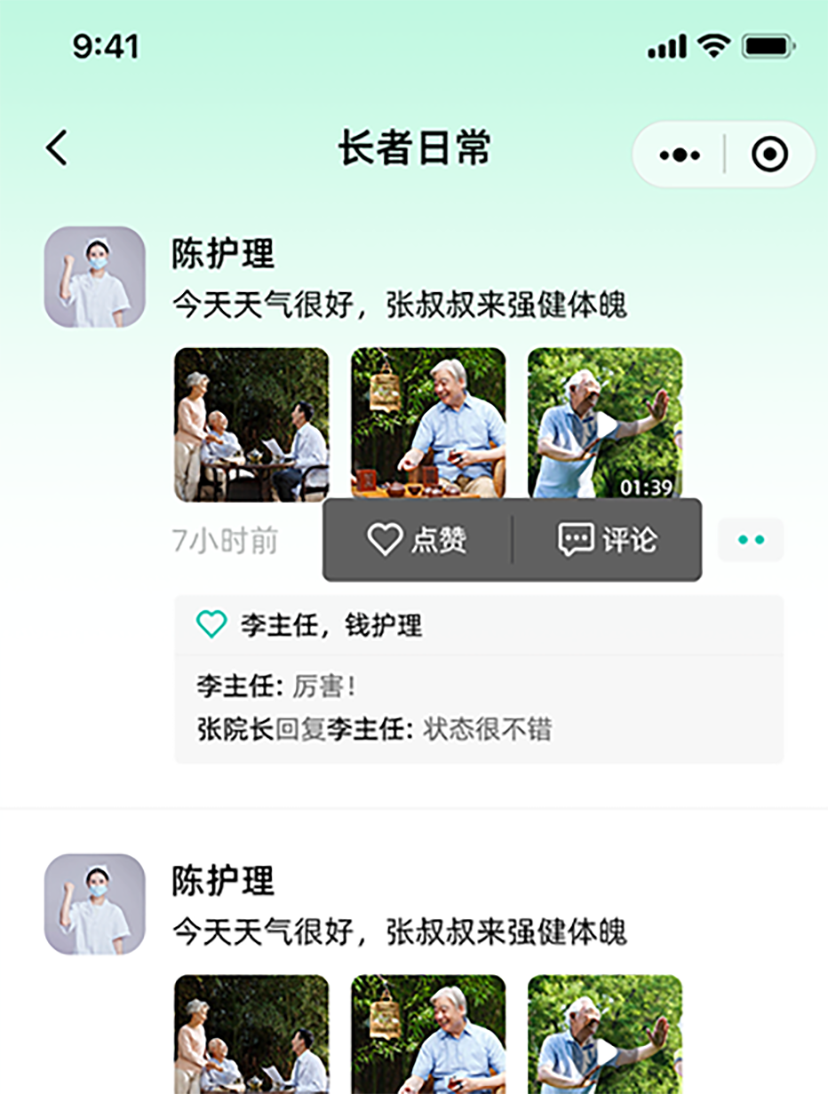 9:41
长者日常
陈护理
今天天气很好，张叔叔来强健体魄
01:39
7小时前
点赞
评论
李主任，钱护理
李主任: 厉害！
张院长回复李主任: 状态很不错
陈护理
今天天气很好，张叔叔来强健体魄